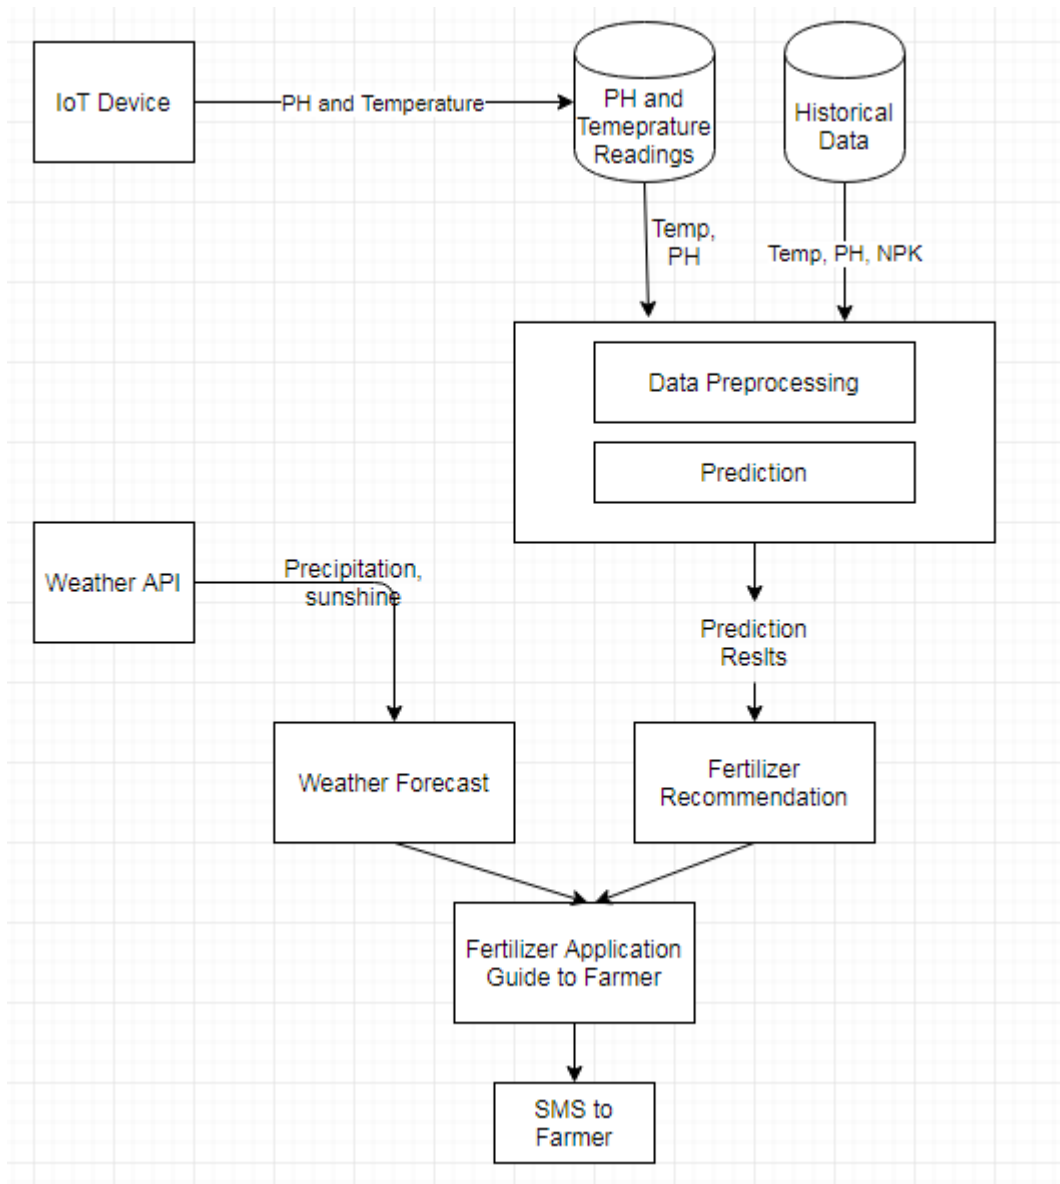 IoT Device
PH and Temperature
PH and
Temeprature
Readings
Historical
Data
Temp,
PH
Temp, PH, NPK
Data Preprocessing
Prediction
Weather API
Precipitation,
sunshine
Prediction
Reslts
Weather Forecast
Fertilizer
Recommendation
Fertilizer Application
Guide to Farmer
SMS to
Farmer